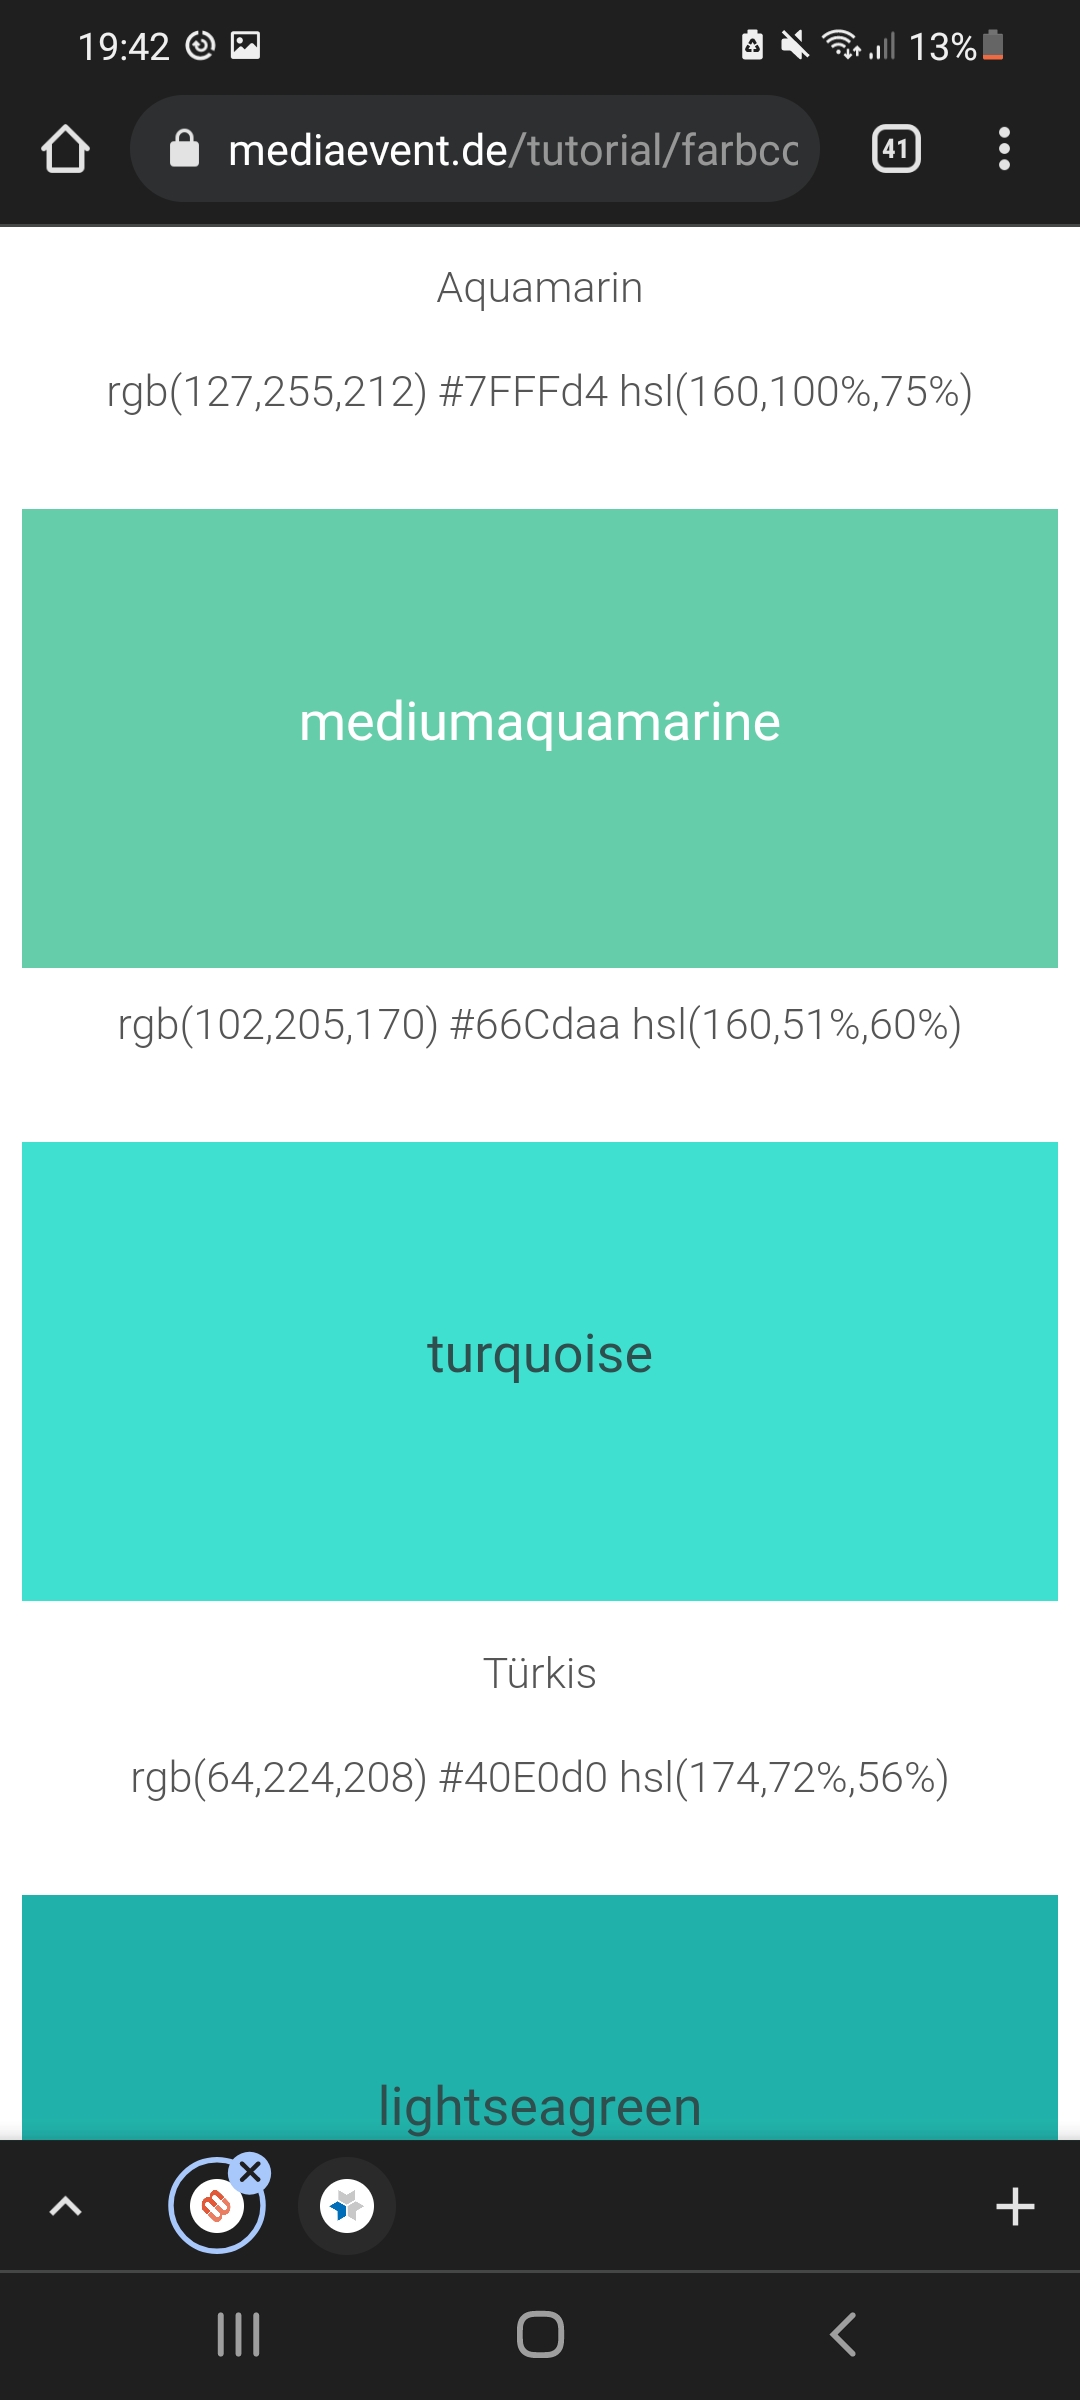 19:42 13%
mediaevent.de/tutorial/farbcc
41
Aquamarin
rgb(127,255,212) #7FFFd4 hsl(160,100%,75%)
mediumaquamarine
rgb(102,205,170) #66Cdaa hsl(160,51%,60%)
turquoise
Türkis
rgb(64,224,208) #40E0d0 hsl(174,72%,56%)
lightseagreen